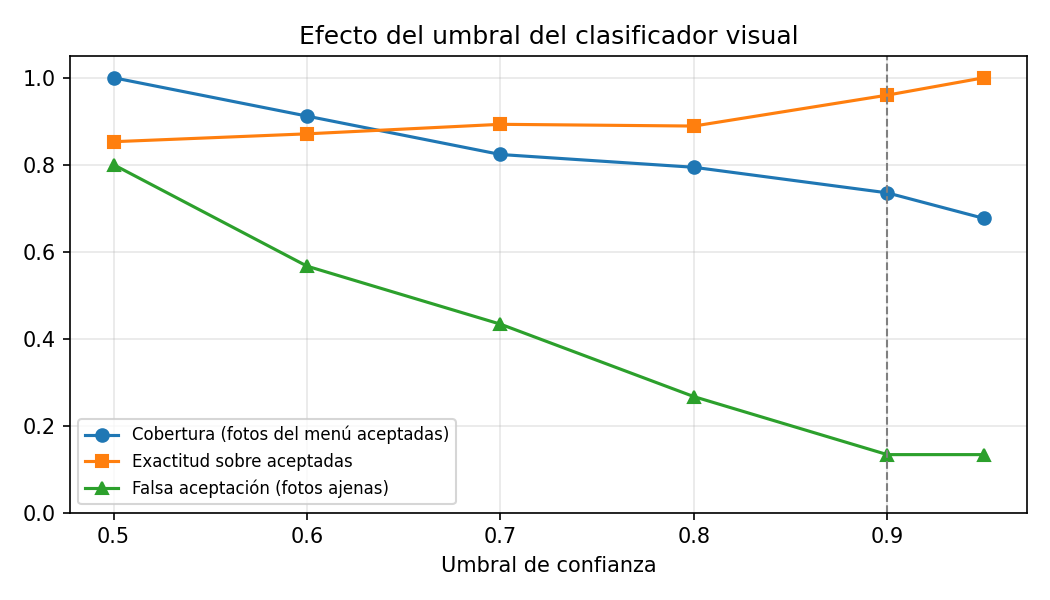 Efecto del umbral del clasificador visual
1.0
0.8
0.6
0.4
0.2
0.0
Cobertura (fotos del menú aceptadas)
Exactitud sobre aceptadas
Falsa aceptación (fotos ajenas)
0.5 0.6 0.7 0.8 0.9
Umbral de confianza